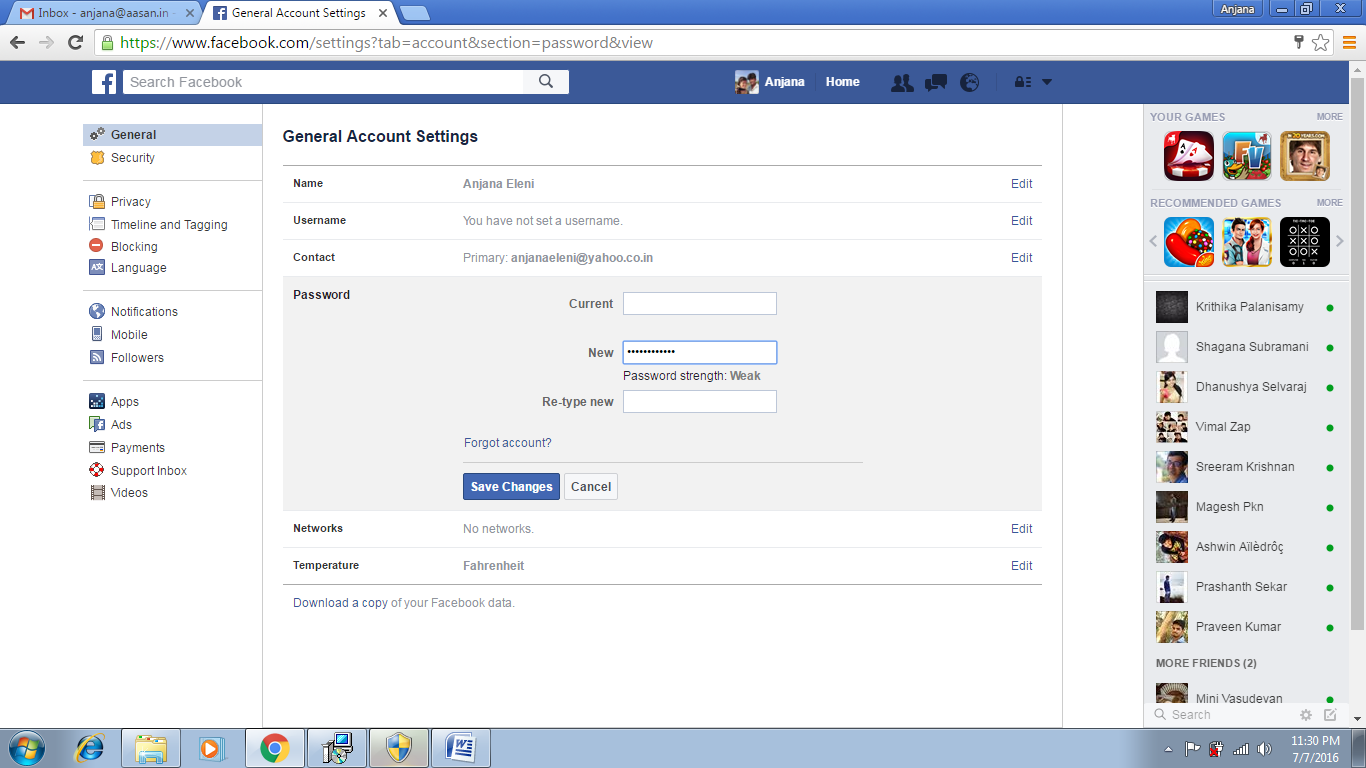 Inbox - anjana@aasan.in -
General Account Settings
Anjana
https://www.facebook.com/settings?tab=account&section=password&view
Search Facebook
Anjana
Home
General
Security
Privacy
Timeline and Tagging
Blocking
Language
Notifications
Mobile
Followers
Apps
Ads
Payments
Support Inbox
Videos
General Account Settings
Name Anjana Eleni Edit
Username You have not set a username. Edit
Contact Primary: anjanaeleni@yahoo.co.in Edit
Password
Current
New ••••••••••••
Password strength: Weak
Re-type new
Forgot account?
Save Changes Cancel
Networks No networks. Edit
Temperature Fahrenheit Edit
Download a copy of your Facebook data.
YOUR GAMES MORE
RECOMMENDED GAMES MORE
Krithika Palanisamy
Shagana Subramani
Dhanushya Selvaraj
Vimal Zap
Sreeram Krishnan
Magesh Pkn
Ashwin Aïlèdrôç
Prashanth Sekar
Praveen Kumar
MORE FRIENDS (2)
Mini Vasudevan
Search
11:30 PM
7/7/2016